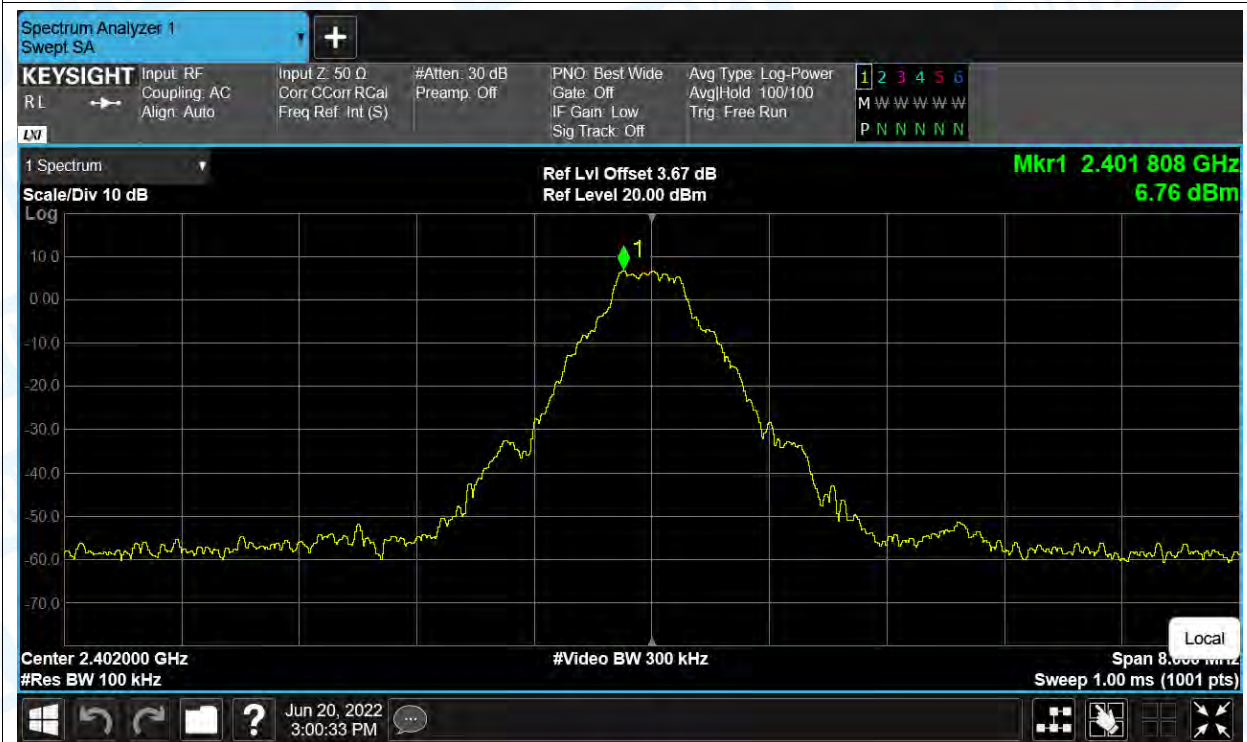 Spectrum Analyzer 1
Swept SA
+
KEYSIGHT
RL
LXI
Input: RF
Coupling: AC
Align: Auto
Input Z: 50 Ω
Corr CCorr RCal
Freq Ref: Int (S)
#Atten: 30 dB
Preamp: Off
PNO: Best Wide
Gate: Off
IF Gain: Low
Sig Track: Off
Avg Type: Log-Power
Avg|Hold: 100/100
Trig: Free Run
1 2 3 4 5 6
M W W W W W
P N N N N N
1 Spectrum
Scale/Div 10 dB
Log
Ref Lvl Offset 3.67 dB
Ref Level 20.00 dBm
Mkr1 2.401 808 GHz
6.76 dBm
1
10.0
0.00
-10.0
-20.0
-30.0
-40.0
-50.0
-60.0
-70.0
Local
Center 2.402000 GHz
#Res BW 100 kHz
#Video BW 300 kHz
Span 8.000 MHz
Sweep 1.00 ms (1001 pts)
?
Jun 20, 2022
3:00:33 PM